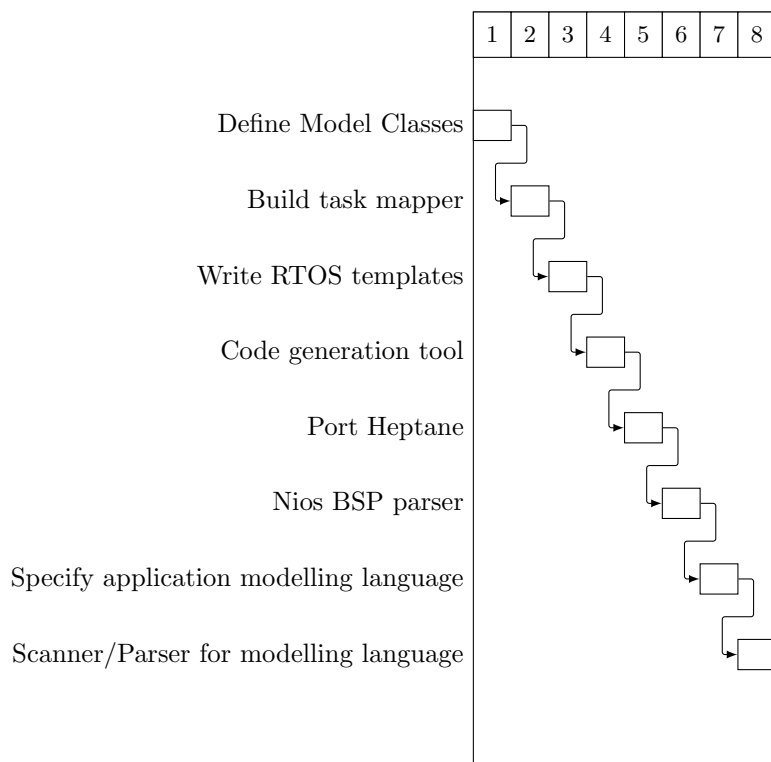 1 2 3 4 5 6 7 8
Define Model Classes
Build task mapper
Write RTOS templates
Code generation tool
Port Heptane
Nios BSP parser
Specify application modelling language
Scanner/Parser for modelling language